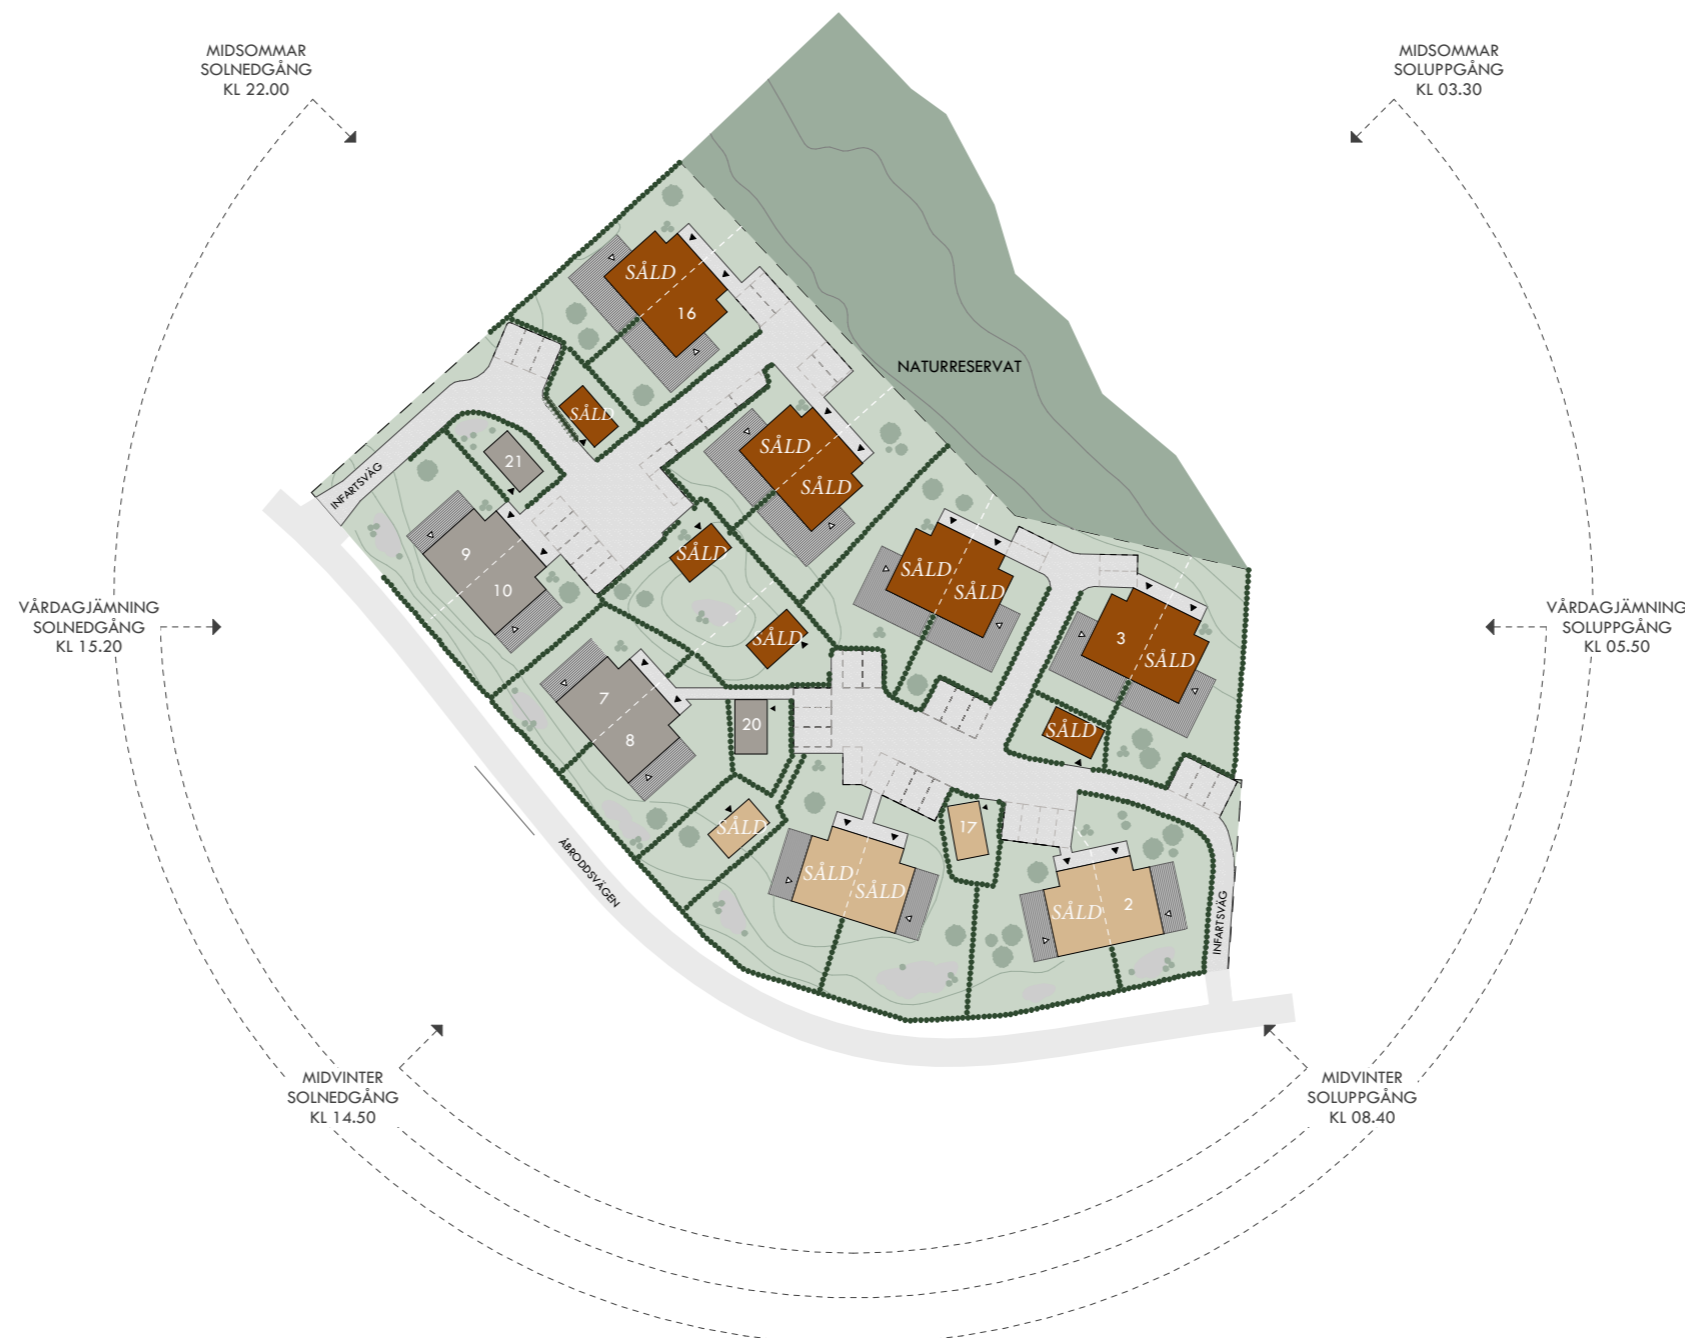 MIDSOMMAR
SOLNEDGÅNG
KL 22.00
MIDSOMMAR
SOLUPPGÅNG
KL 03.30
SÅLD
16
NATURRESERVAT
SÅLD
21
INFARTSVÄG
SÅLD
SÅLD
9
10
SÅLD
SÅLD
SÅLD
SÅLD
3
SÅLD
VÅRDAGJÄMNING
SOLNEDGÅNG
KL 15.20
VÅRDAGJÄMNING
SOLUPPGÅNG
KL 05.50
7
8
20
SÅLD
SÅLD
17
SÅLD
SÅLD
SÅLD
2
ÅBRODDSVÄGEN
INFARTSVÄG
MIDVINTER
SOLNEDGÅNG
KL 14.50
MIDVINTER
SOLUPPGÅNG
KL 08.40